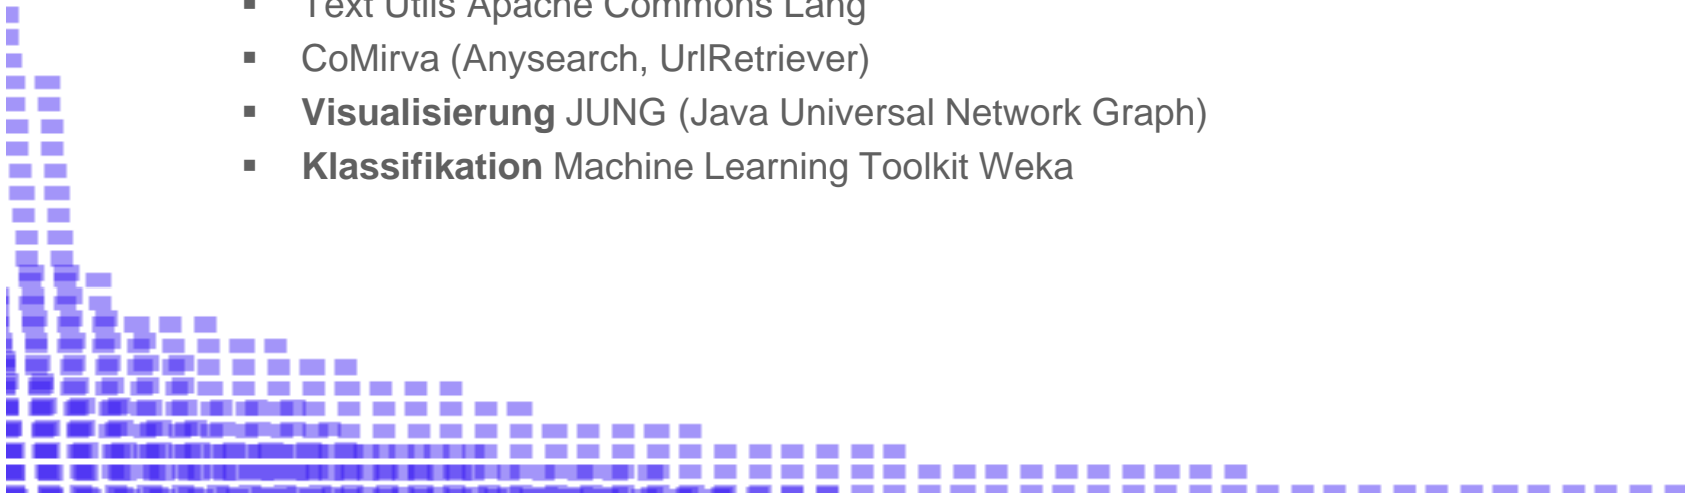 ▪ Text Utils Apache Commons Lang
▪ CoMirva (Anysearch, UrlRetriever)
▪ Visualisierung JUNG (Java Universal Network Graph)
▪ Klassifikation Machine Learning Toolkit Weka